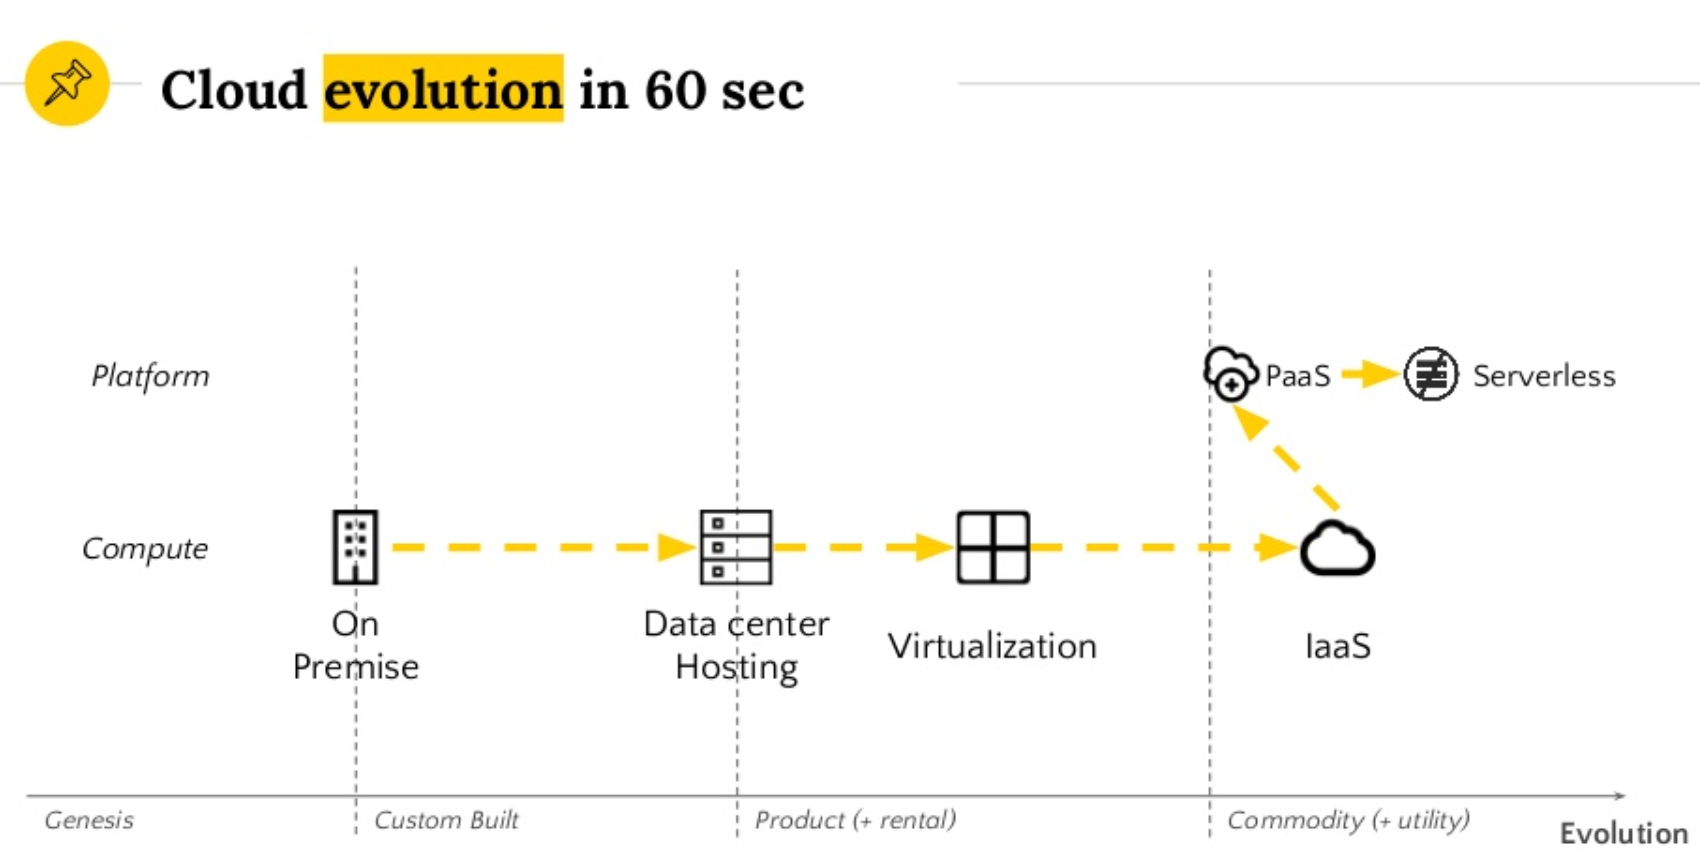 Cloud evolution in 60 sec
Platform
PaaS
Serverless
Compute
On
Premise
Data center
Hosting
Virtualization
IaaS
Genesis
Custom Built
Product (+ rental)
Commodity (+ utility)
Evolution